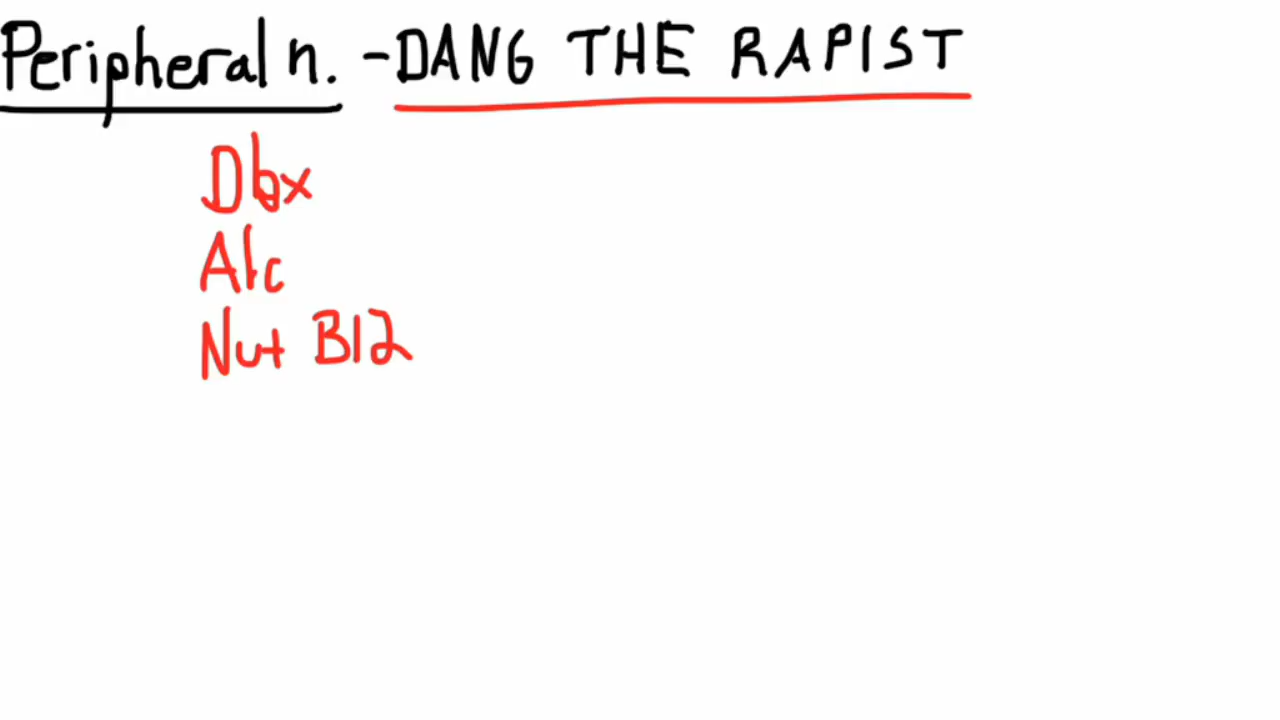 Peripheral n. - DANG THE RAPIST
Dbx
Alc
Nut B12